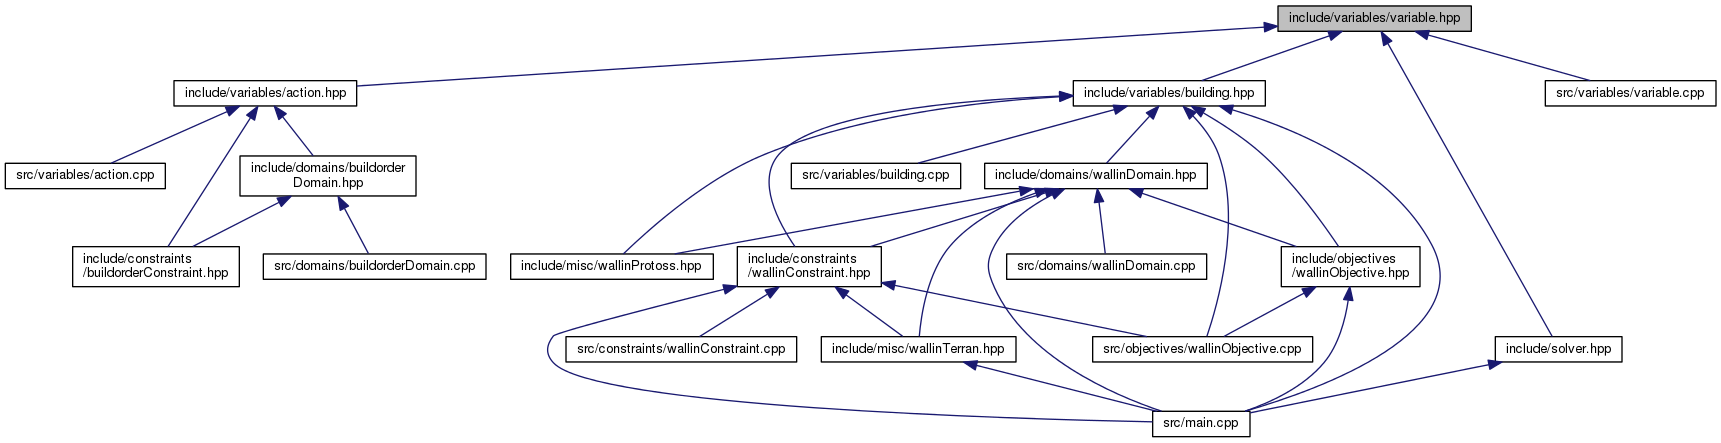 include/variables/variable.hpp
include/variables/action.hpp
include/variables/building.hpp
src/variables/variable.cpp
src/variables/action.cpp
include/domains/buildorder
Domain.hpp
src/variables/building.cpp
include/domains/wallinDomain.hpp
include/constraints
/buildorderConstraint.hpp
src/domains/buildorderDomain.cpp
include/misc/wallinProtoss.hpp
include/constraints
/wallinConstraint.hpp
src/domains/wallinDomain.cpp
include/objectives
/wallinObjective.hpp
src/constraints/wallinConstraint.cpp
include/misc/wallinTerran.hpp
src/objectives/wallinObjective.cpp
include/solver.hpp
src/main.cpp